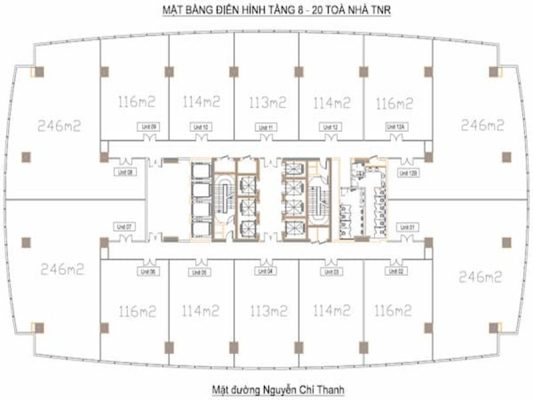 MẶT BẰNG ĐIỂN HÌNH TẦNG 8 - 20 TOÀ NHÀ TNR
246m2
116m2
114m2
113m2
114m2
116m2
246m2
Unit 09
Unit 10
Unit 11
Unit 12
Unit 12A
Unit 08
Unit 12B
Unit 07
Unit 01
Unit 06
Unit 05
Unit 04
Unit 03
Unit 02
246m2
116m2
114m2
113m2
114m2
116m2
246m2
Mặt đường Nguyễn Chí Thanh